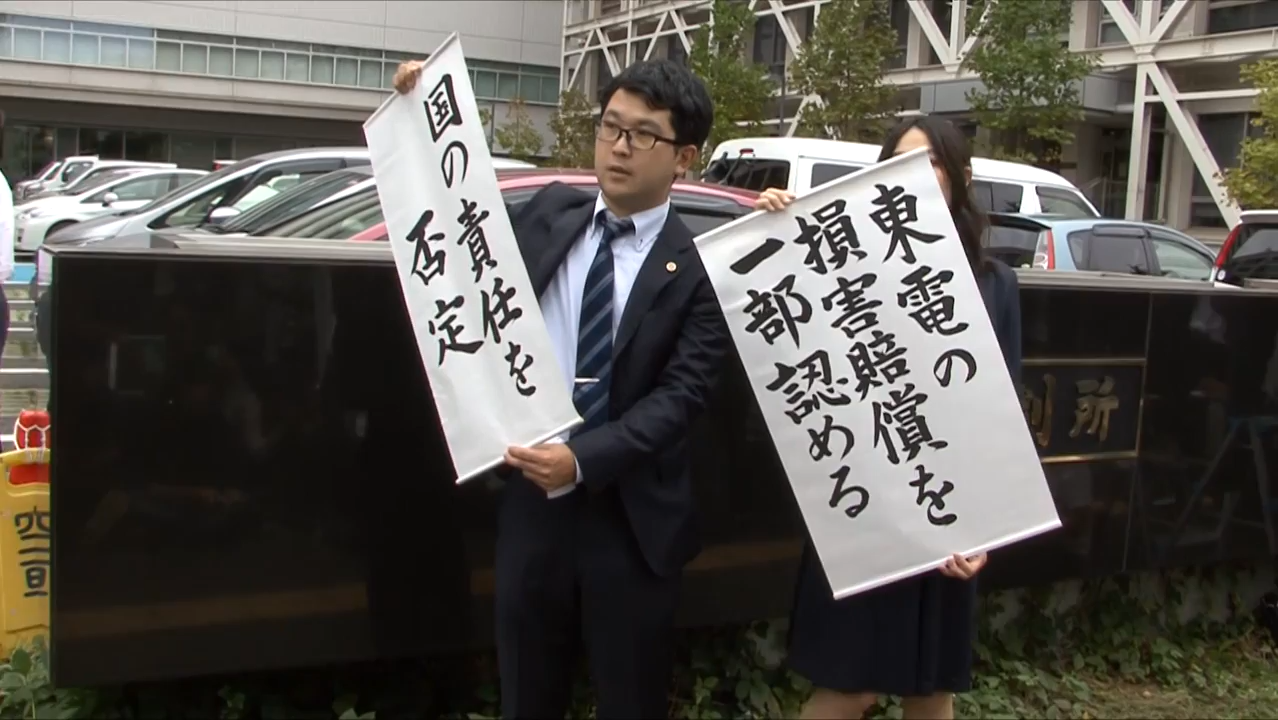 東電の
損害賠償を
一部認める
国の責任を
否定
判所